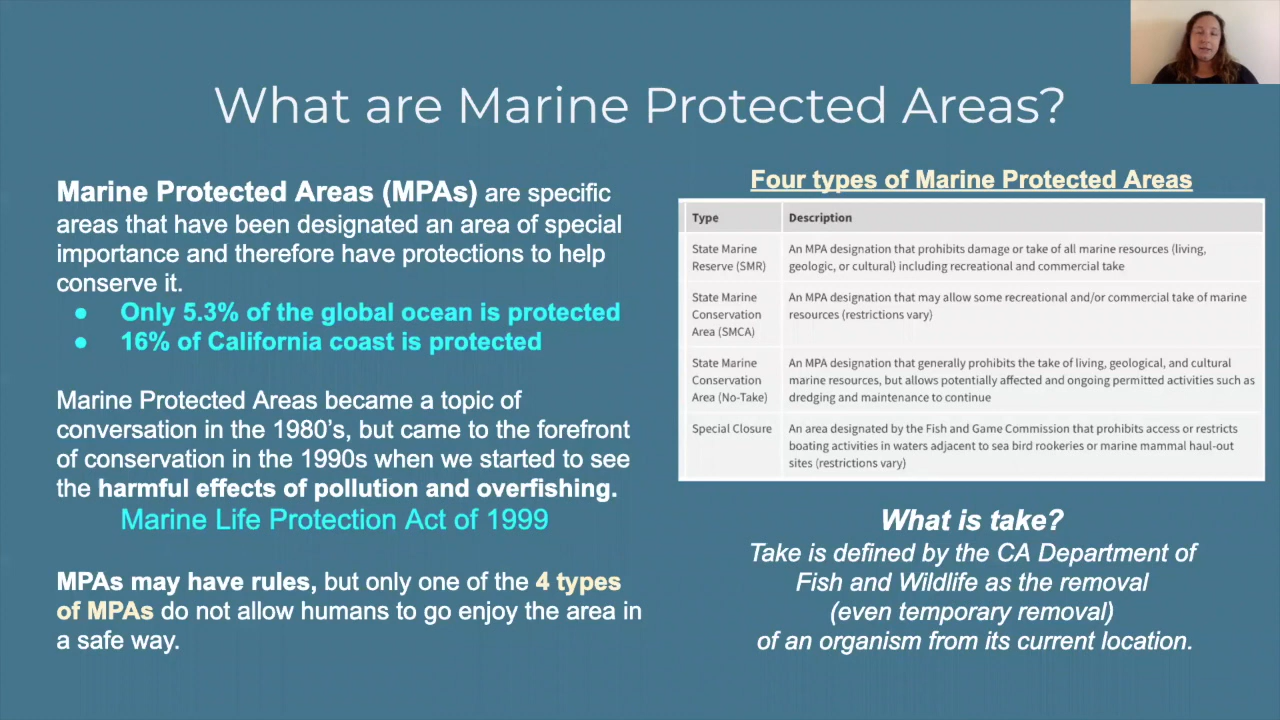 What are Marine Protected Areas?
Marine Protected Areas (MPAs) are specific
areas that have been designated an area of special
importance and therefore have protections to help
conserve it.
● Only 5.3% of the global ocean is protected
● 16% of California coast is protected
Marine Protected Areas became a topic of
conversation in the 1980’s, but came to the forefront
of conservation in the 1990s when we started to see
the harmful effects of pollution and overfishing.
Marine Life Protection Act of 1999
MPAs may have rules, but only one of the 4 types
of MPAs do not allow humans to go enjoy the area in
a safe way.
Four types of Marine Protected Areas
Type Description
State Marine
Reserve (SMR)
An MPA designation that prohibits damage or take of all marine resources (living,
geologic, or cultural) including recreational and commercial take
State Marine
Conservation
Area (SMCA)
An MPA designation that may allow some recreational and/or commercial take of marine
resources (restrictions vary)
State Marine
Conservation
Area (No-Take)
An MPA designation that generally prohibits the take of living, geological, and cultural
marine resources, but allows potentially affected and ongoing permitted activities such as
dredging and maintenance to continue
Special Closure
An area designated by the Fish and Game Commission that prohibits access or restricts
boating activities in waters adjacent to sea bird rookeries or marine mammal haul-out
sites (restrictions vary)
What is take?
Take is defined by the CA Department of
Fish and Wildlife as the removal
(even temporary removal)
of an organism from its current location.